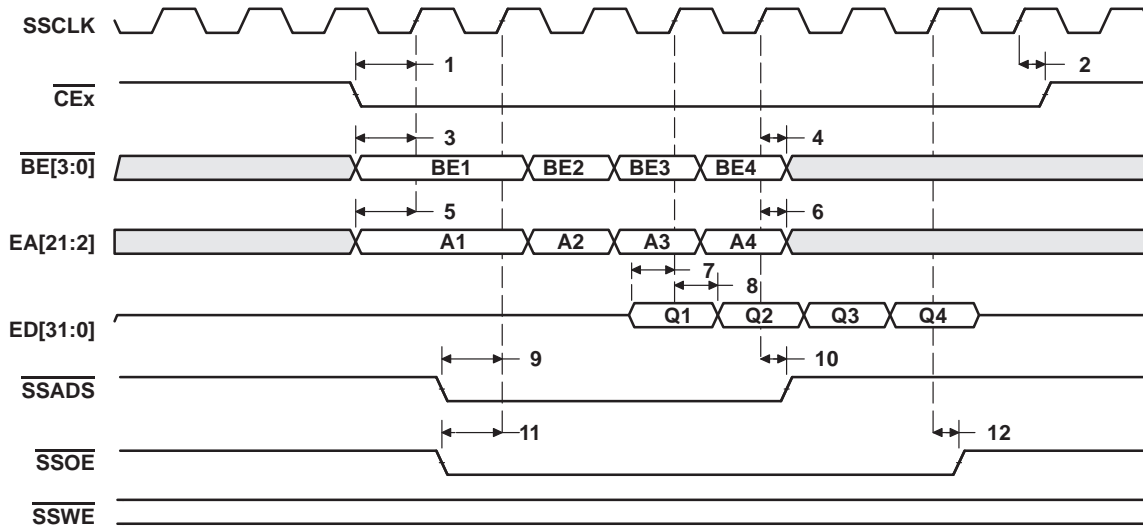 SSCLK
1
2
CEx
3
4
BE[3:0]
BE1
BE2
BE3
BE4
5
6
EA[21:2]
A1
A2
A3
A4
7
8
ED[31:0]
Q1
Q2
Q3
Q4
9
10
SSADS
11
12
SSOE
SSWE